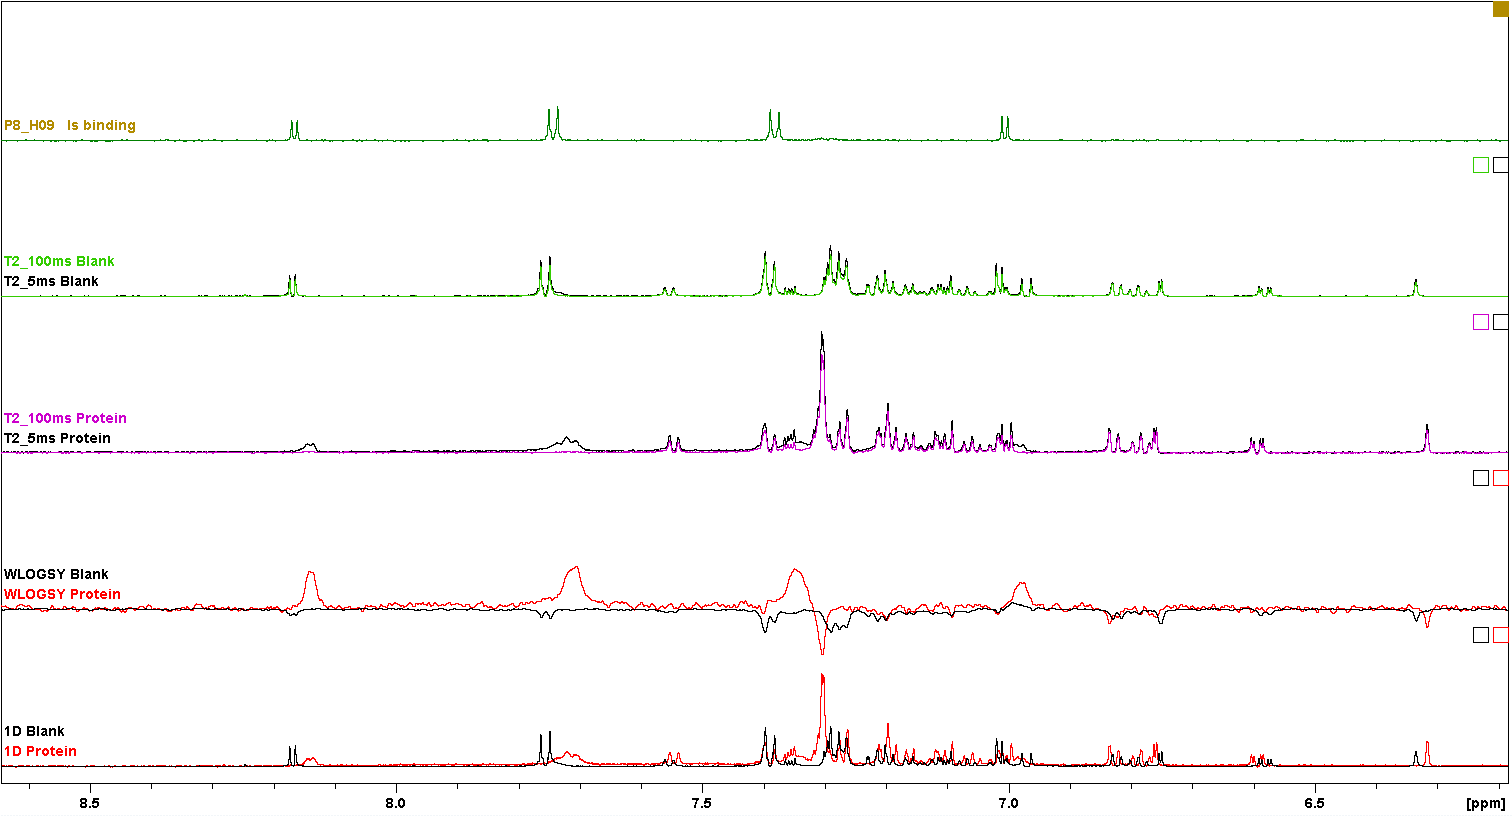 P8_H09 Is binding
T2_100ms Blank
T2_5ms Blank
T2_100ms Protein
T2_5ms Protein
WLOGSY Blank
WLOGSY Protein
1D Blank
1D Protein
8.5 8.0 7.5 7.0 6.5 [ppm]